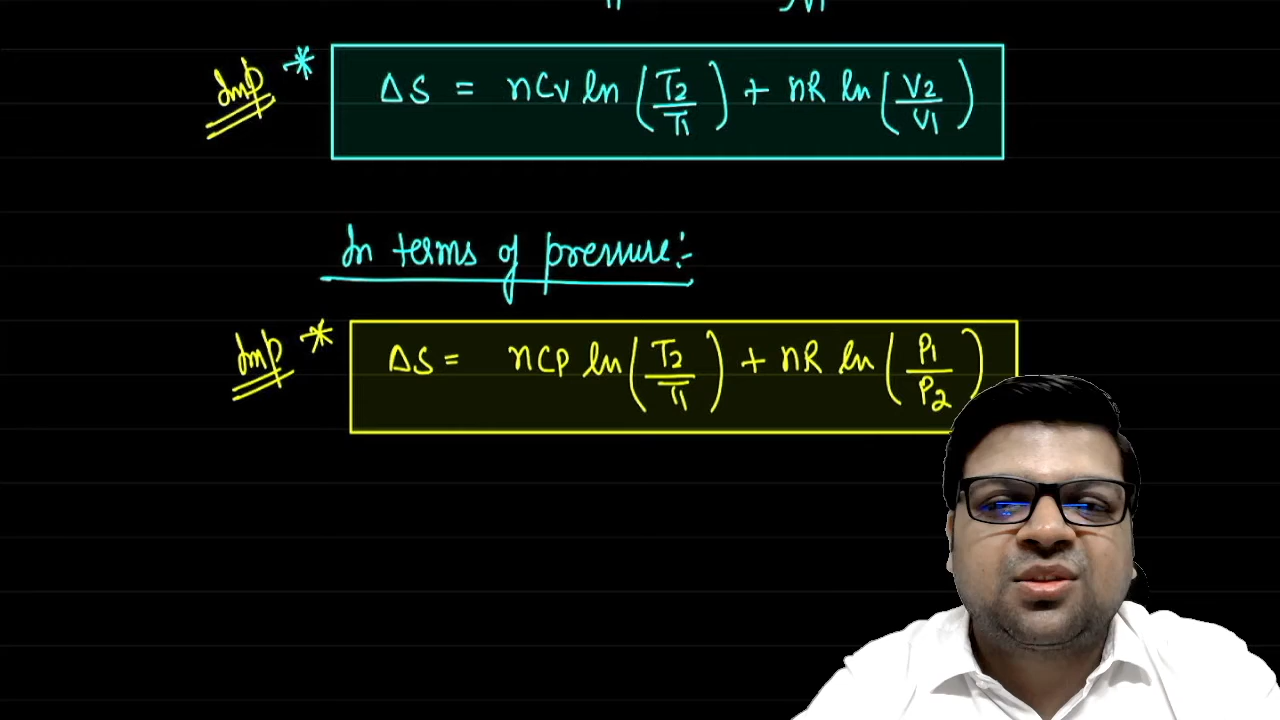 Imp * ΔS = nCv ln (T2/T1) + nR ln (V2/V1)
In terms of pressure:-
Imp * ΔS = nCp ln (T2/T1) + nR ln (P1/P2)